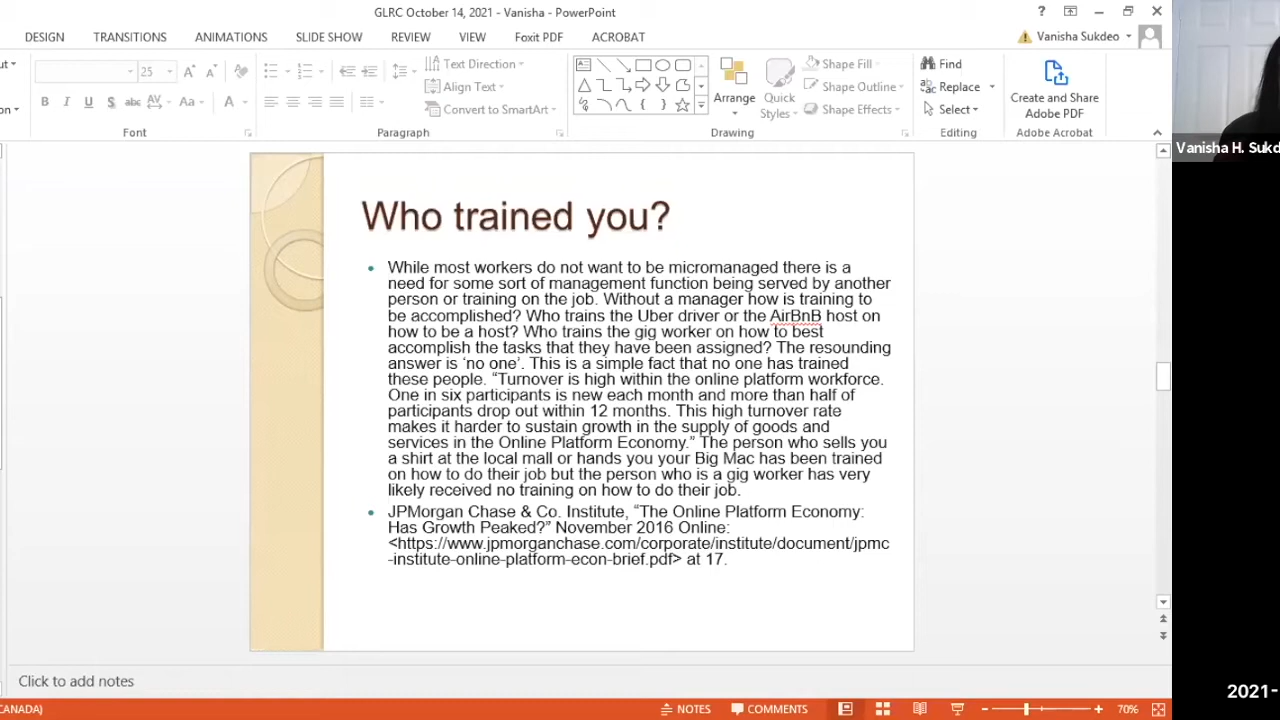 GLRC October 14, 2021 - Vanisha - PowerPoint
?
DESIGN TRANSITIONS ANIMATIONS SLIDE SHOW REVIEW VIEW Foxit PDF ACROBAT
Vanisha Sukdeo
25
Text Direction
Align Text
Convert to SmartArt
Arrange
Quick
Styles
Shape Fill
Shape Outline
Shape Effects
Find
Replace
Select
Create and Share
Adobe PDF
Font Paragraph Drawing Editing Adobe Acrobat
Vanisha H. Sukd
Who trained you?
• While most workers do not want to be micromanaged there is a
need for some sort of management function being served by another
person or training on the job. Without a manager how is training to
be accomplished? Who trains the Uber driver or the AirBnB host on
how to be a host? Who trains the gig worker on how to best
accomplish the tasks that they have been assigned? The resounding
answer is ‘no one’. This is a simple fact that no one has trained
these people. “Turnover is high within the online platform workforce.
One in six participants is new each month and more than half of
participants drop out within 12 months. This high turnover rate
makes it harder to sustain growth in the supply of goods and
services in the Online Platform Economy.” The person who sells you
a shirt at the local mall or hands you your Big Mac has been trained
on how to do their job but the person who is a gig worker has very
likely received no training on how to do their job.
• JPMorgan Chase & Co. Institute, “The Online Platform Economy:
Has Growth Peaked?” November 2016 Online:
<https://www.jpmorganchase.com/corporate/institute/document/jpmc
-institute-online-platform-econ-brief.pdf> at 17.
Click to add notes
2021-
CANADA) NOTES COMMENTS 70%